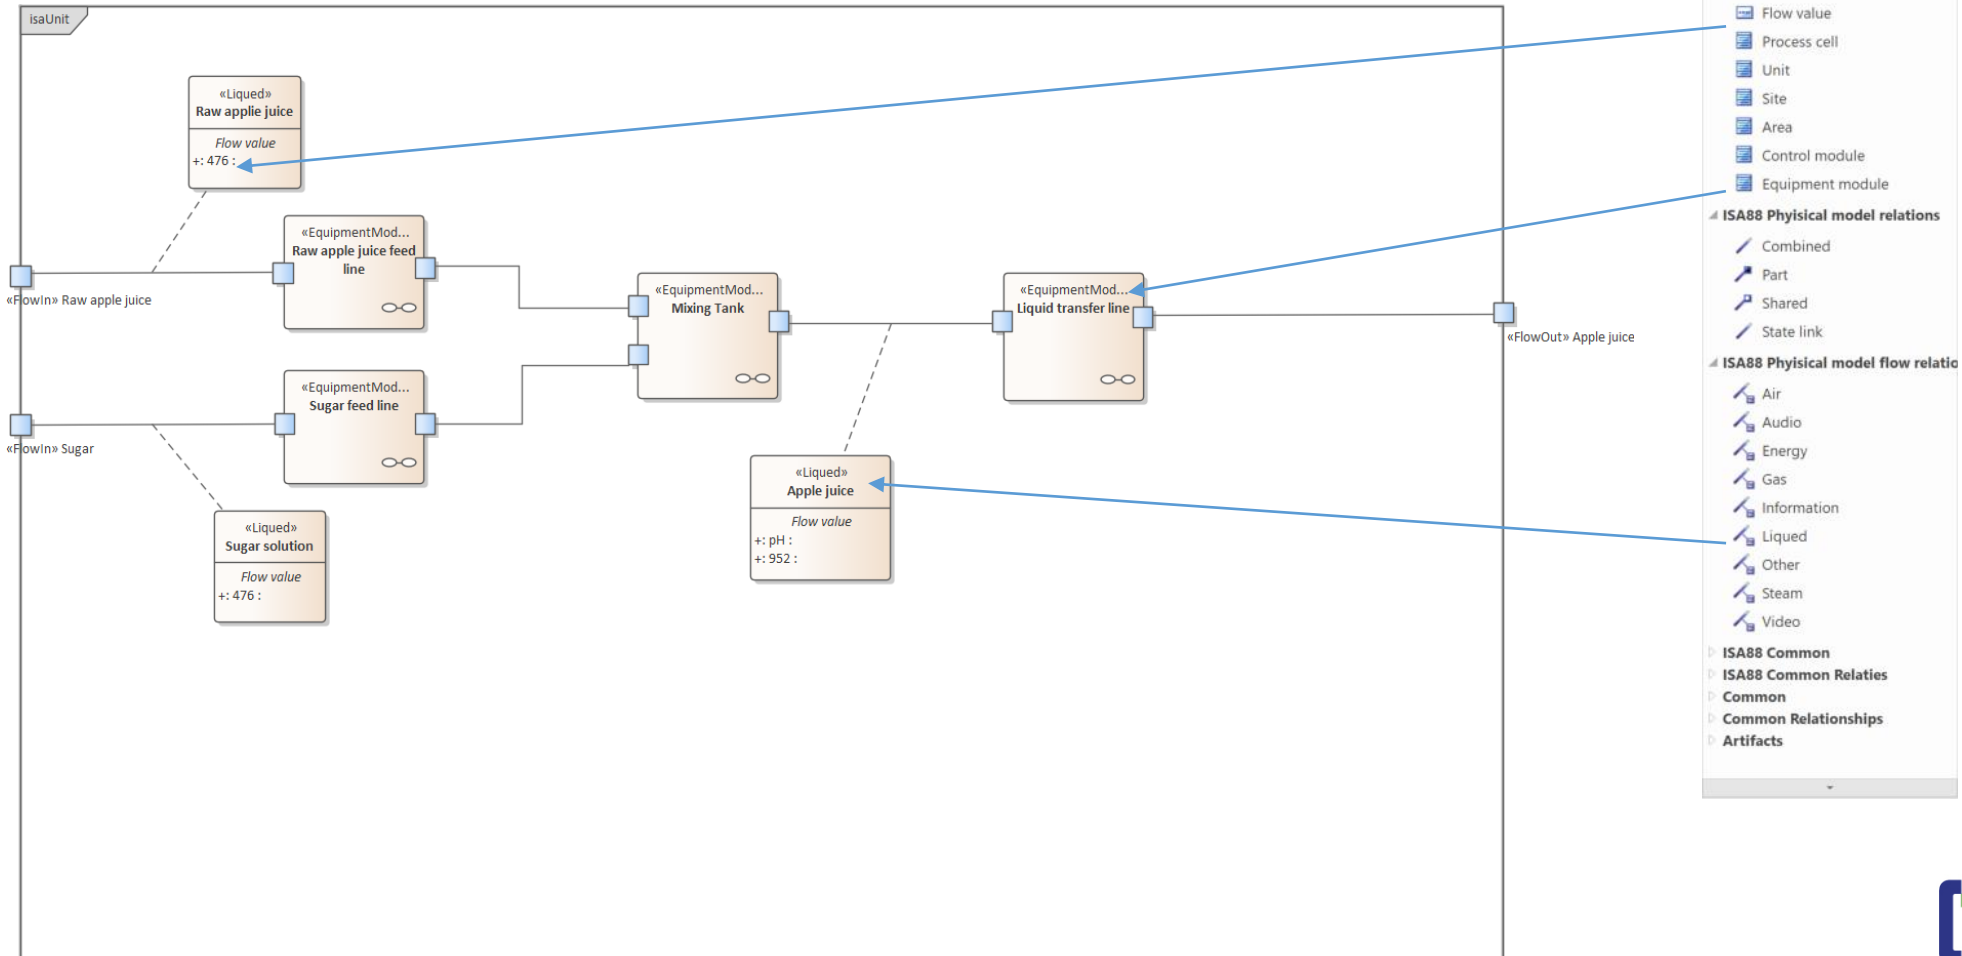 isaUnit
«Liqued»
Raw applie juice
Flow value
+: 476 :
«EquipmentMod...
Raw apple juice feed
line
«FlowIn» Raw apple juice
«EquipmentMod...
Sugar feed line
«FlowIn» Sugar
«Liqued»
Sugar solution
Flow value
+: 476 :
«EquipmentMod...
Mixing Tank
«EquipmentMod...
Liquid transfer line
«FlowOut» Apple juice
«Liqued»
Apple juice
Flow value
+: pH :
+: 952 :
Flow value
Process cell
Unit
Site
Area
Control module
Equipment module
ISA88 Phyisical model relations
Combined
Part
Shared
State link
ISA88 Phyisical model flow relatio
Air
Audio
Energy
Gas
Information
Liqued
Other
Steam
Video
ISA88 Common
ISA88 Common Relaties
Common
Common Relationships
Artifacts